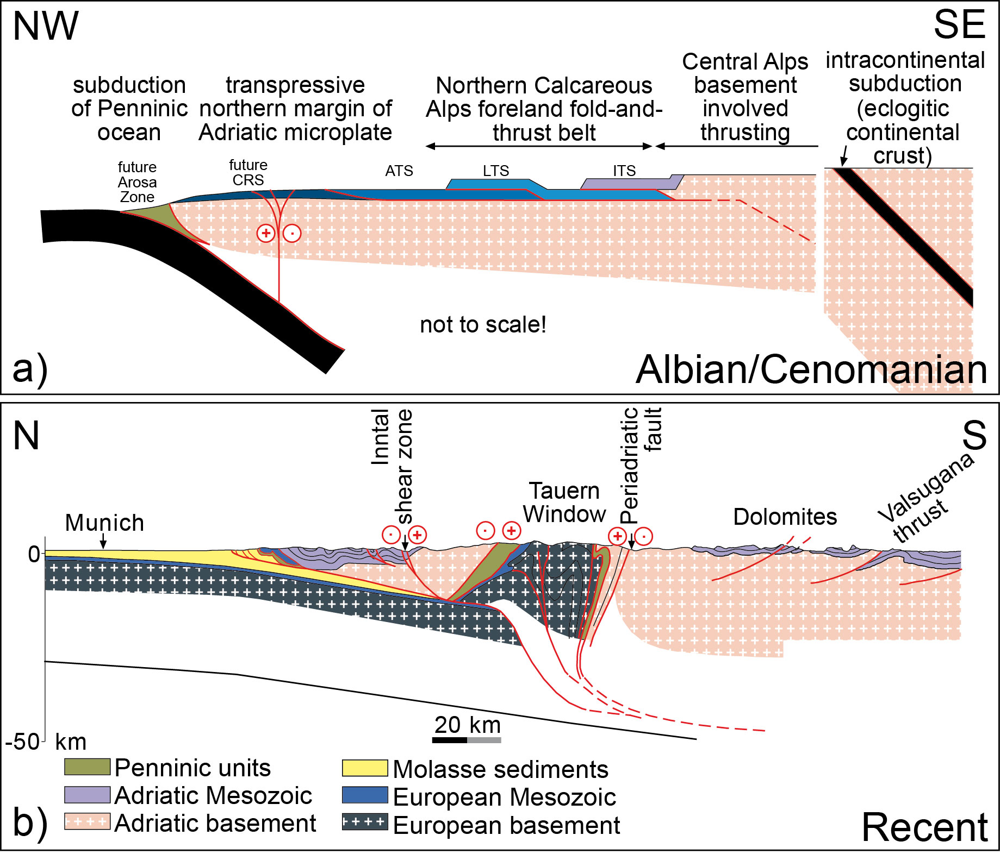 NW
SE
subduction
of Penninic
ocean
transpressive
northern margin of
Adriatic microplate
Northern Calcareous
Alps foreland fold-and-
thrust belt
Central Alps
basement
involved
thrusting
intracontinental
subduction
(eclogitic
continental
crust)
future
Arosa
Zone
future
CRS
ATS
LTS
ITS
not to scale!
a)
Albian/Cenomanian
N
S
Inntal
shear zone
Periadriatic
fault
Tauern
Window
Munich
Dolomites
Valsugana
thrust
0
-50
km
20 km
Penninic units
Adriatic Mesozoic
Adriatic basement
Molasse sediments
European Mesozoic
European basement
b)
Recent